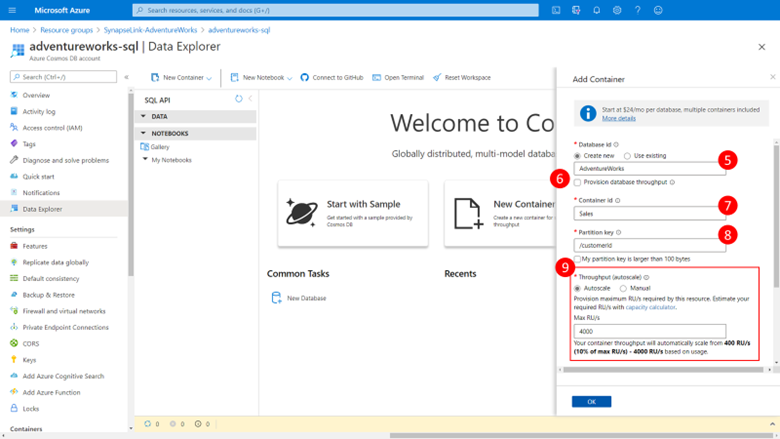 Microsoft Azure
Search resources, services, and docs (G+/)
Home > Resource groups > SynapseLink-AdventureWorks > adventureworks-sql
adventureworks-sql | Data Explorer
Azure Cosmos DB account
Search (Ctrl+/)
Overview
Activity log
Access control (IAM)
Tags
Diagnose and solve problems
Quick start
Notifications
Data Explorer
Settings
Features
Replicate data globally
Default consistency
Backup & Restore
Firewall and virtual networks
Private Endpoint Connections
CORS
Keys
Add Azure Cognitive Search
Add Azure Function
Locks
Containers
New Container
New Notebook
Connect to GitHub
Open Terminal
Reset Workspace
SQL API
DATA
NOTEBOOKS
Gallery
My Notebooks
Welcome to Co
Globally distributed, multi-model databa
Start with Sample
Get started with a sample provided by
Cosmos DB
New Container
Create a new container for
throughput
Common Tasks
New Database
Recents
0 0 0
Add Container
Start at $24/mo per database, multiple containers included
More details
* Database id
Create new Use existing
5
AdventureWorks
6
Provision database throughput
* Container Id
7
Sales
* Partition key
8
/customerId
My partition key is larger than 100 bytes
9
* Throughput (autoscale)
Autoscale Manual
Provision maximum RU/s required by this resource. Estimate your
required RU/s with capacity calculator.
Max RU/s
4000
Your container throughput will automatically scale from 400 RU/s
(10% of max RU/s) - 4000 RU/s based on usage.
OK